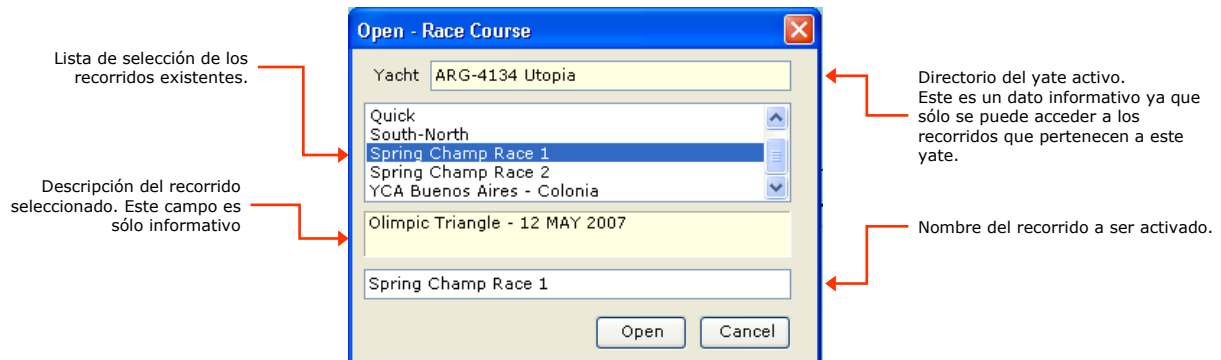 Open - Race Course
Lista de selección de los
recorridos existentes.
Yacht ARG-4134 Utopia
Directorio del yate activo.
Este es un dato informativo ya que
sólo se puede acceder a los
recorridos que pertenecen a este
yate.
Quick
South-North
Spring Champ Race 1
Spring Champ Race 2
YCA Buenos Aires - Colonia
Descripción del recorrido
seleccionado. Este campo es
sólo informativo
Olimpic Triangle - 12 MAY 2007
Nombre del recorrido a ser activado.
Spring Champ Race 1
Open Cancel